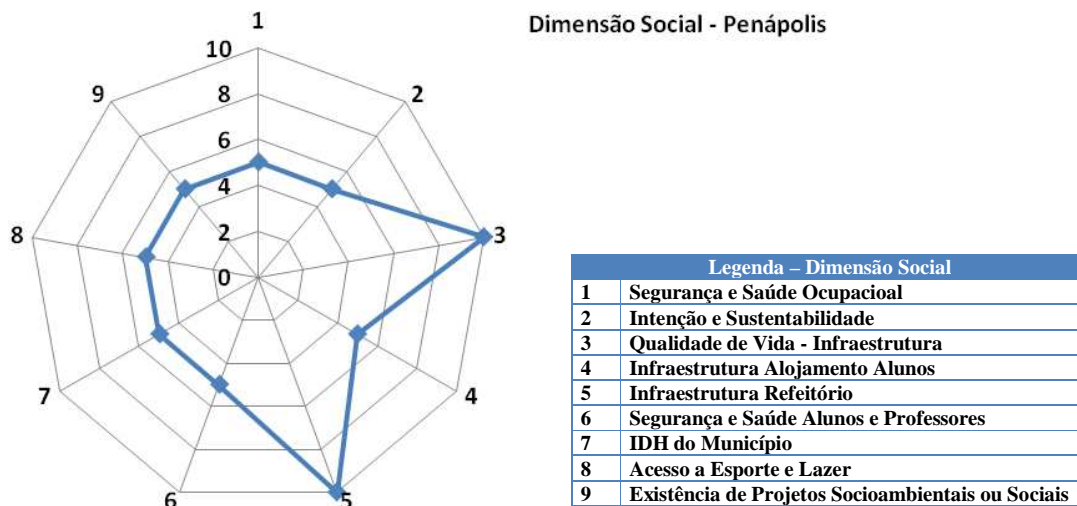 Dimensão Social - Penápolis
1
2
3
4
5
6
7
8
9
10
8
6
4
2
0
Legenda – Dimensão Social
1 Segurança e Saúde Ocupacioal
2 Intenção e Sustentabilidade
3 Qualidade de Vida - Infraestrutura
4 Infraestrutura Alojamento Alunos
5 Infraestrutura Refeitório
6 Segurança e Saúde Alunos e Professores
7 IDH do Município
8 Acesso a Esporte e Lazer
9 Existência de Projetos Socioambientais ou Sociais